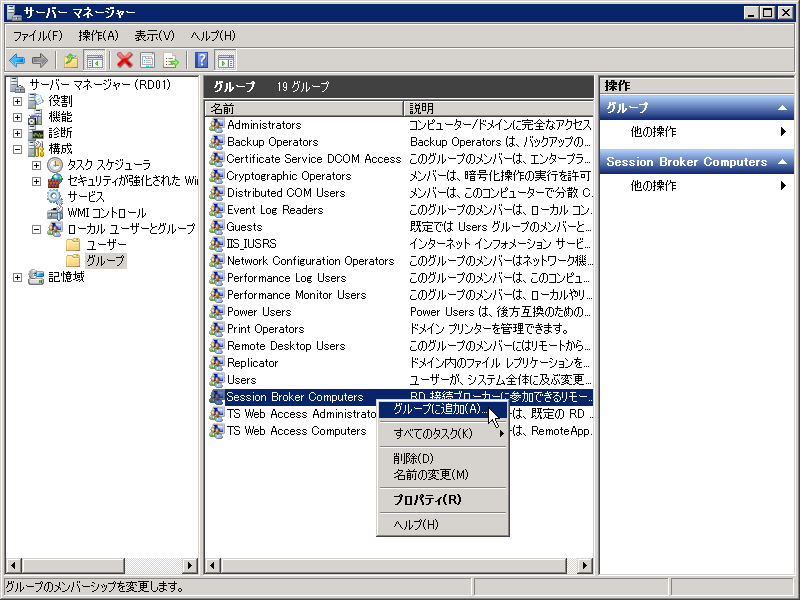 サーバー マネージャー
ファイル(F) 操作(A) 表示(V) ヘルプ(H)
サーバー マネージャー (RD01)
役割
機能
診断
構成
タスク スケジューラ
セキュリティが強化された Wi
サービス
WMI コントロール
ローカル ユーザーとグループ
ユーザー
グループ
記憶域
グループ 19 グループ
名前 説明
Administrators コンピューター/ドメインに完全なアクセス
Backup Operators Backup Operators は、バックアップの...
Certificate Service DCOM Access このグループのメンバーは、エンタープラ...
Cryptographic Operators メンバーは、暗号化操作の実行を許可
Distributed COM Users メンバーは、このコンピューターで分散 C...
Event Log Readers このグループのメンバーは、ローカル コン...
Guests 既定では Users グループのメンバーと...
IIS_IUSRS インターネット インフォメーション サービ...
Network Configuration Operators このグループのメンバーはネットワーク機...
Performance Log Users このグループのメンバーは、このコンピュ...
Performance Monitor Users このグループのメンバーは、ローカルやリ...
Power Users Power Users は、後方互換のための...
Print Operators ドメイン プリンターを管理できます。
Remote Desktop Users このグループのメンバーにはリモートから...
Replicator ドメイン内のファイル レプリケーションを...
Users ユーザーが、システム全体に及ぶ変更...
Session Broker Computers RD 接続ブローカーに参加できるリモー...
TS Web Access Administrato は、既定の RD ...
TS Web Access Computers は、RemoteApp...
グループに追加(A)...
すべてのタスク(K)
削除(D)
名前の変更(M)
プロパティ(R)
ヘルプ(H)
操作
グループ
他の操作
Session Broker Computers
他の操作
グループのメンバーシップを変更します。